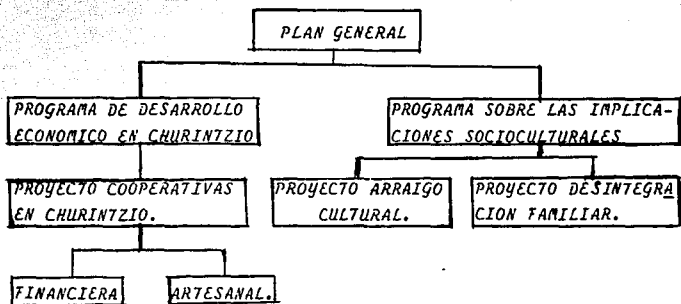 PLAN GENERAL
PROGRAMA DE DESARROLLO
ECONOMICO EN CHURINTZIO
PROGRAMA SOBRE LAS IMPLICA-
CIONES SOCIOCULTURALES
PROYECTO COOPERATIVAS
EN CHURINTZIO.
PROYECTO ARRAIGO
CULTURAL.
PROYECTO DESINTEGRA
CION FAMILIAR.
FINANCIERA
ARTESANAL.